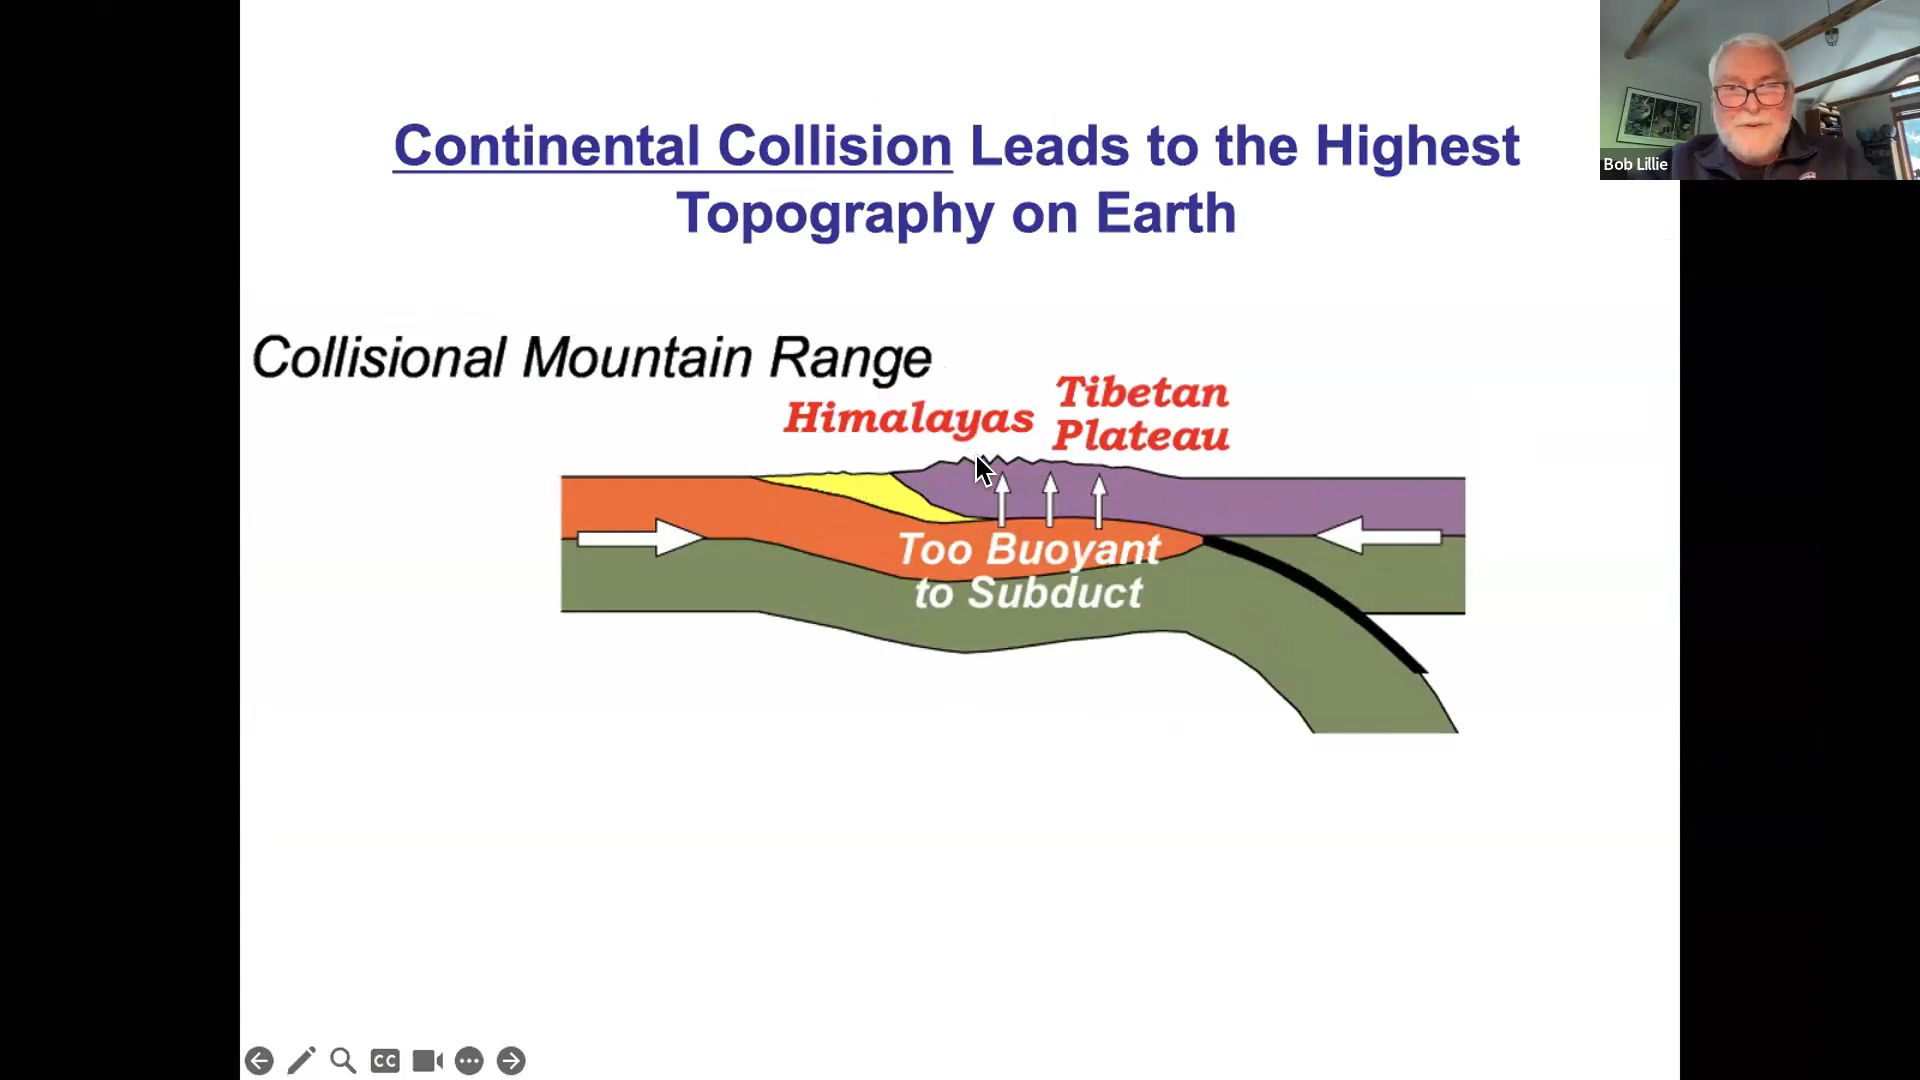 Continental Collision Leads to the Highest
Topography on Earth
Bob Lillie
Collisional Mountain Range
Himalayas
Tibetan
Plateau
Too Buoyant
to Subduct
CC